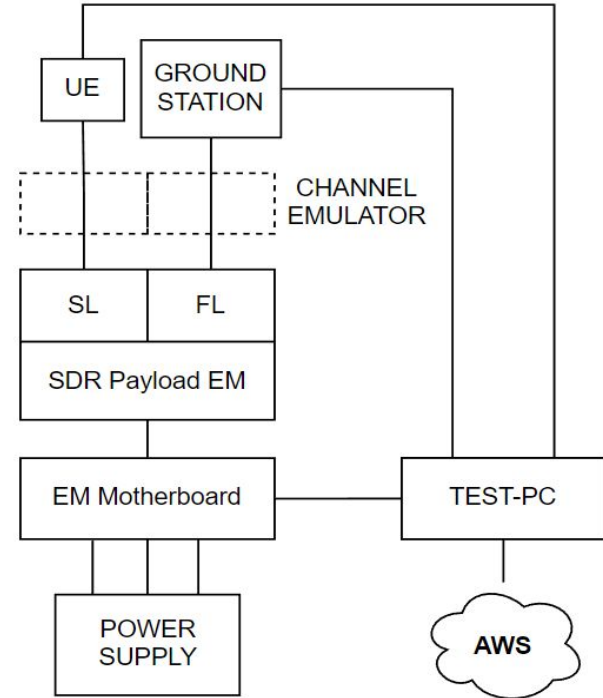 UE
GROUND
STATION
CHANNEL
EMULATOR
SL
FL
SDR Payload EM
EM Motherboard
TEST-PC
POWER
SUPPLY
AWS